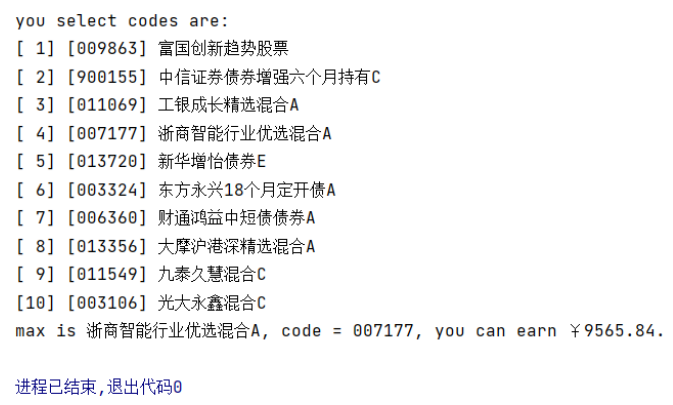 you select codes are:
[ 1] [009863] 富国创新趋势股票
[ 2] [900155] 中信证券债券增强六个月持有C
[ 3] [011069] 工银成长精选混合A
[ 4] [007177] 浙商智能行业优选混合A
[ 5] [013720] 新华增怡债券E
[ 6] [003324] 东方永兴18个月定开债A
[ 7] [006360] 财通鸿益中短债债券A
[ 8] [013356] 大摩沪港深精选混合A
[ 9] [011549] 九泰久慧混合C
[10] [003106] 光大永鑫混合C
max is 浙商智能行业优选混合A, code = 007177, you can earn ￥9565.84.
进程已结束,退出代码0